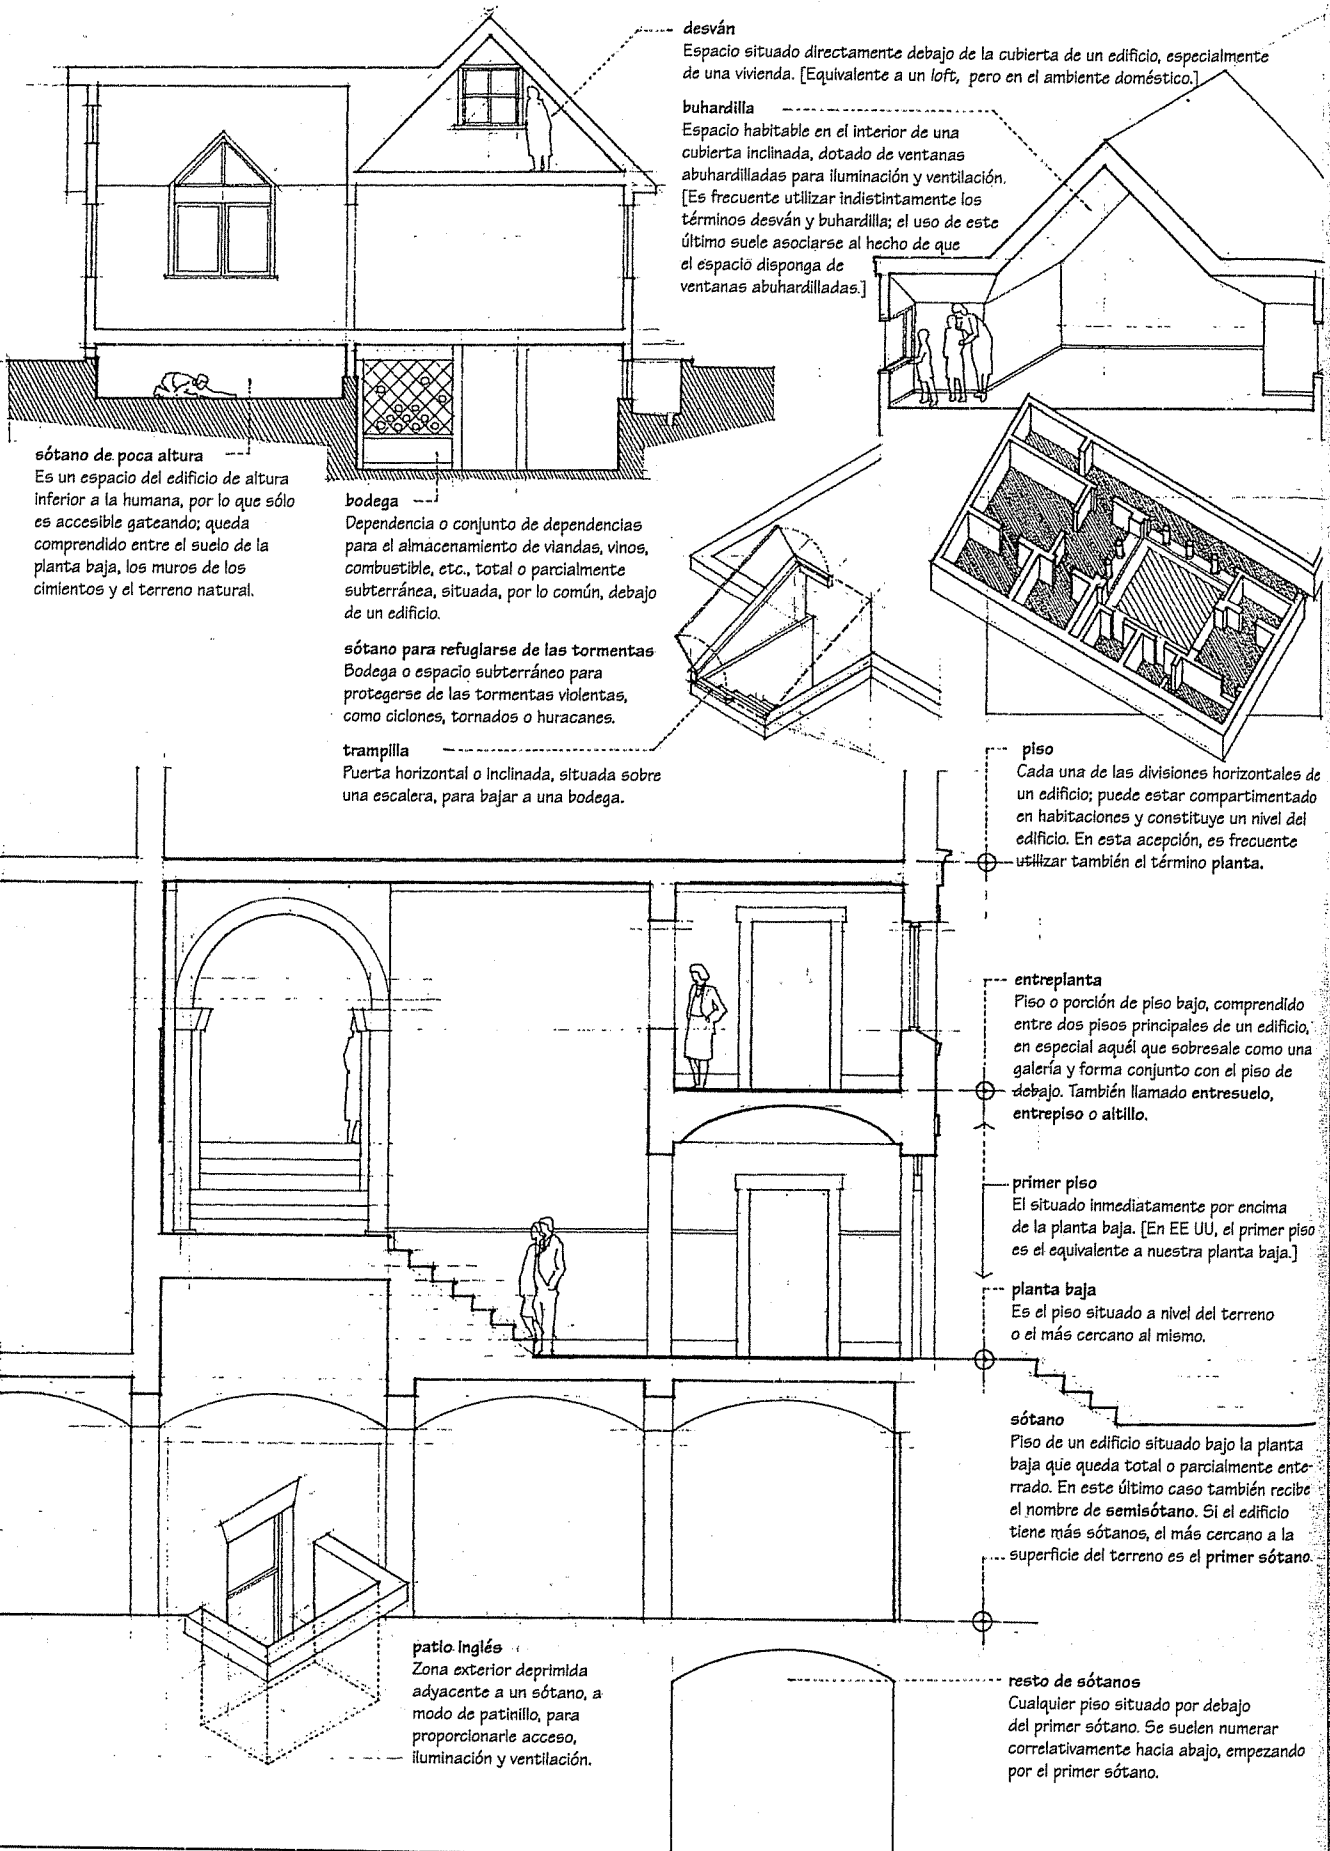 desván
Espacio situado directamente debajo de la cubierta de un edificio, especialmente
de una vivienda. [Equivalente a un loft, pero en el ambiente doméstico.]
buhardilla
Espacio habitable en el interior de una
cubierta inclinada, dotado de ventanas
abuhardilladas para iluminación y ventilación.
[Es frecuente utilizar indistintamente los
términos desván y buhardilla; el uso de este
último suele asociarse al hecho de que
el espacio disponga de
ventanas abuhardilladas.]
sótano de poca altura
Es un espacio del edificio de altura
inferior a la humana, por lo que sólo
es accesible gateando; queda
comprendido entre el suelo de la
planta baja, los muros de los
cimientos y el terreno natural.
bodega
Dependencia o conjunto de dependencias
para el almacenamiento de viandas, vinos,
combustible, etc., total o parcialmente
subterránea, situada, por lo común, debajo
de un edificio.
sótano para refugiarse de las tormentas
Bodega o espacio subterráneo para
protegerse de las tormentas violentas,
como ciclones, tornados o huracanes.
trampilla
Puerta horizontal o inclinada, situada sobre
una escalera, para bajar a una bodega.
piso
Cada una de las divisiones horizontales de
un edificio; puede estar compartimentado
en habitaciones y constituye un nivel del
edificio. En esta acepción, es frecuente
utilizar también el término planta.
entreplanta
Piso o porción de piso bajo, comprendido
entre dos pisos principales de un edificio,
en especial aquél que sobresale como una
galería y forma conjunto con el piso de
debajo. También llamado entresuelo,
entrepiso o altillo.
primer piso
El situado inmediatamente por encima
de la planta baja. [En EE UU, el primer piso
es el equivalente a nuestra planta baja.]
planta baja
Es el piso situado a nivel del terreno
o el más cercano al mismo.
sótano
Piso de un edificio situado bajo la planta
baja que queda total o parcialmente ente-
rrado. En este último caso también recibe
el nombre de semisótano. Si el edificio
tiene más sótanos, el más cercano a la
superficie del terreno es el primer sótano.
patio inglés
Zona exterior deprimida
adyacente a un sótano, a
modo de patinillo, para
proporcionarle acceso,
iluminación y ventilación.
resto de sótanos
Cualquier piso situado por debajo
del primer sótano. Se suelen numerar
correlativamente hacia abajo, empezando
por el primer sótano.